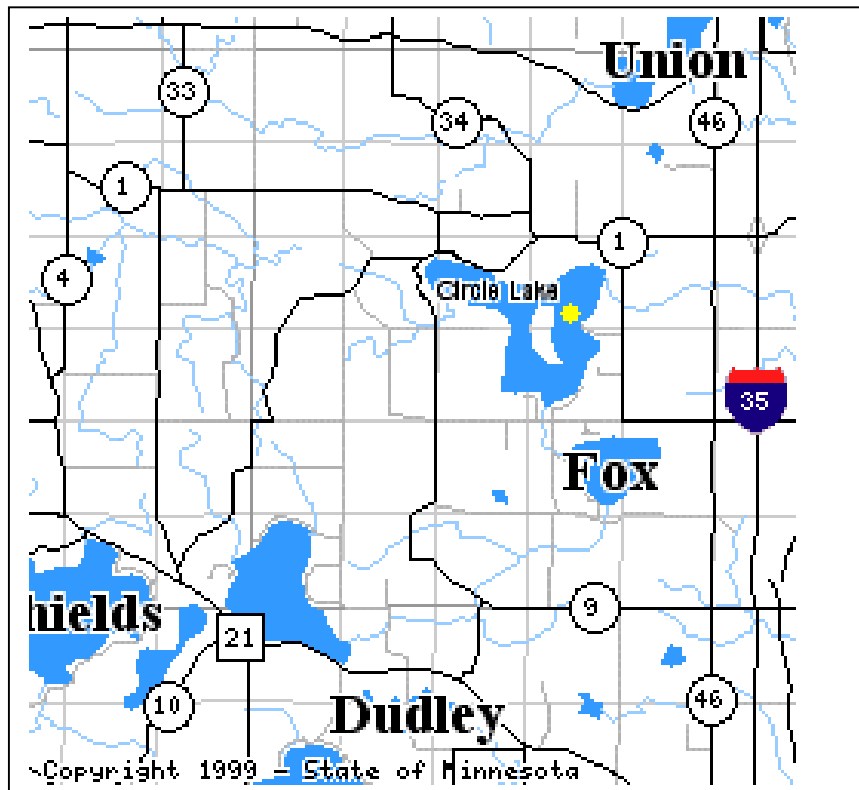 Union
33
34
46
1
1
4
Circle Lake
35
Fox
9
hields
21
10
46
Dudley
~Copyright 1999 – State of Minnesota